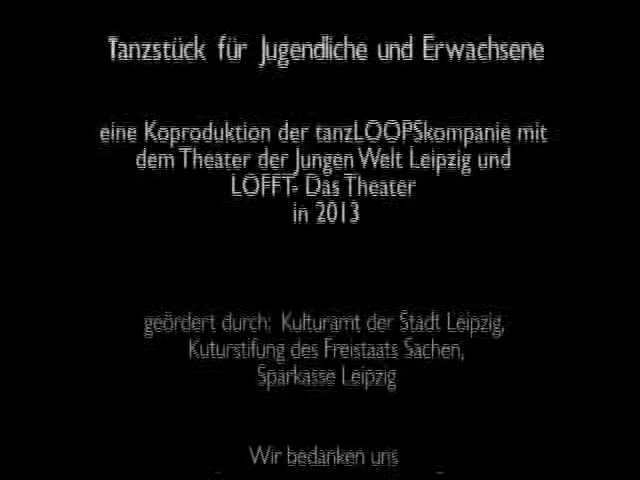 Tanzstück für Jugendliche und Erwachsene
eine Koproduktion der tanzLOOPSkompanie mit
dem Theater der Jungen Welt Leipzig und
LOFFT- Das Theater
in 2013
geördert durch: Kulturamt der Stadt Leipzig,
Kuturstifung des Freistaats Sachen,
Sparkasse Leipzig
Wir bedanken uns